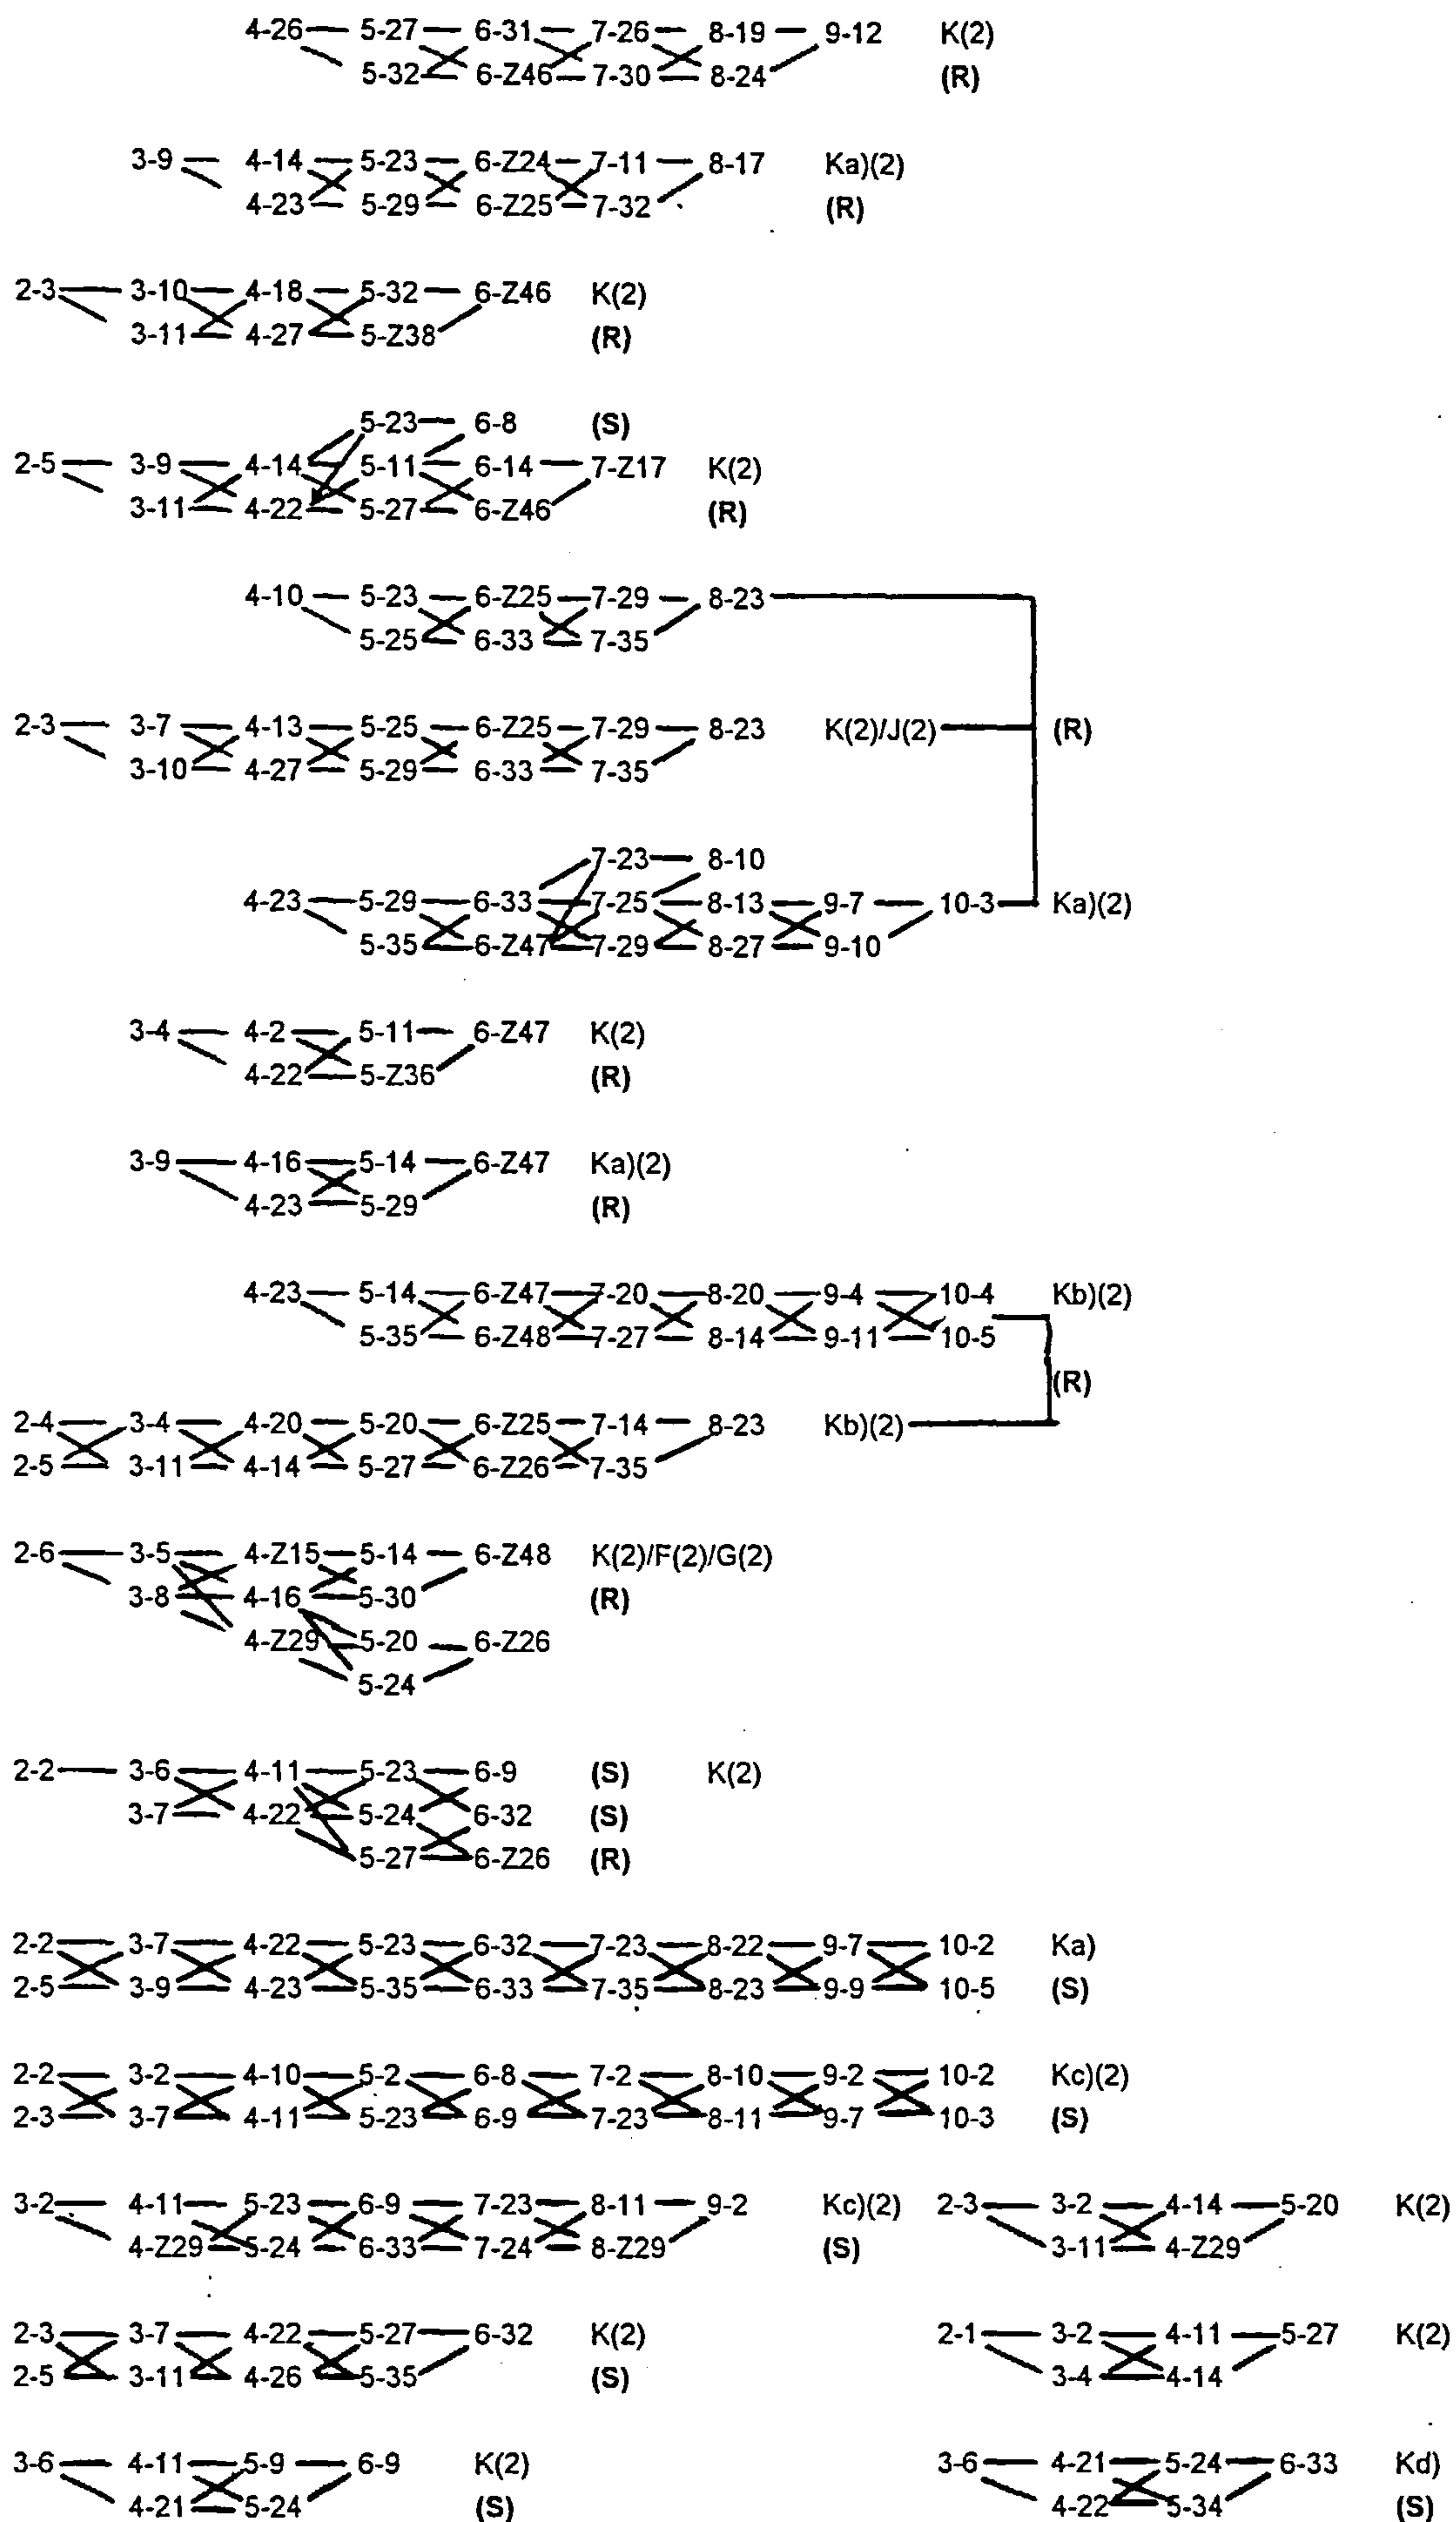 4-26 5-27 6-31 7-26 8-19 9-12 K(2)
5-32 6-Z46 7-30 8-24 (R)
3-9 4-14 5-23 6-Z24 7-11 8-17 Ka)(2)
4-23 5-29 6-Z25 7-32 (R)
2-3 3-10 4-18 5-32 6-Z46 K(2)
3-11 4-27 5-Z38 (R)
5-23 6-8 (S)
2-5 3-9 4-14 5-11 6-14 7-Z17 K(2)
3-11 4-22 5-27 6-Z46 (R)
4-10 5-23 6-Z25 7-29 8-23
5-25 6-33 7-35
2-3 3-7 4-13 5-25 6-Z25 7-29 8-23 K(2)/J(2) (R)
3-10 4-27 5-29 6-33 7-35
7-23 8-10
4-23 5-29 6-33 7-25 8-13 9-7 10-3 Ka)(2)
5-35 6-Z47 7-29 8-27 9-10
3-4 4-2 5-11 6-Z47 K(2)
4-22 5-Z36 (R)
3-9 4-16 5-14 6-Z47 Ka)(2)
4-23 5-29 (R)
4-23 5-14 6-Z47 7-20 8-20 9-4 10-4 Kb)(2)
5-35 6-Z48 7-27 8-14 9-11 10-5
(R)
2-4 3-4 4-20 5-20 6-Z25 7-14 8-23 Kb)(2)
2-5 3-11 4-14 5-27 6-Z26 7-35
2-6 3-5 4-Z15 5-14 6-Z48 K(2)/F(2)/G(2)
3-8 4-16 5-30 (R)
4-Z29 5-20 6-Z26
5-24
2-2 3-6 4-11 5-23 6-9 (S) K(2)
3-7 4-22 5-24 6-32 (S)
5-27 6-Z26 (R)
2-2 3-7 4-22 5-23 6-32 7-23 8-22 9-7 10-2 Ka)
2-5 3-9 4-23 5-35 6-33 7-35 8-23 9-9 10-5 (S)
2-2 3-2 4-10 5-2 6-8 7-2 8-10 9-2 10-2 Kc)(2)
2-3 3-7 4-11 5-23 6-9 7-23 8-11 9-7 10-3 (S)
3-2 4-11 5-23 6-9 7-23 8-11 9-2 Kc)(2) 2-3 3-2 4-14 5-20 K(2)
4-Z29 5-24 6-33 7-24 8-Z29 (S) 3-11 4-Z29
2-3 3-7 4-22 5-27 6-32 K(2) 2-1 3-2 4-11 5-27 K(2)
2-5 3-11 4-26 5-35 (S) 3-4 4-14
3-6 4-11 5-9 6-9 K(2) 3-6 4-21 5-24 6-33 Kd)
4-21 5-24 (S) 4-22 5-34 (S)